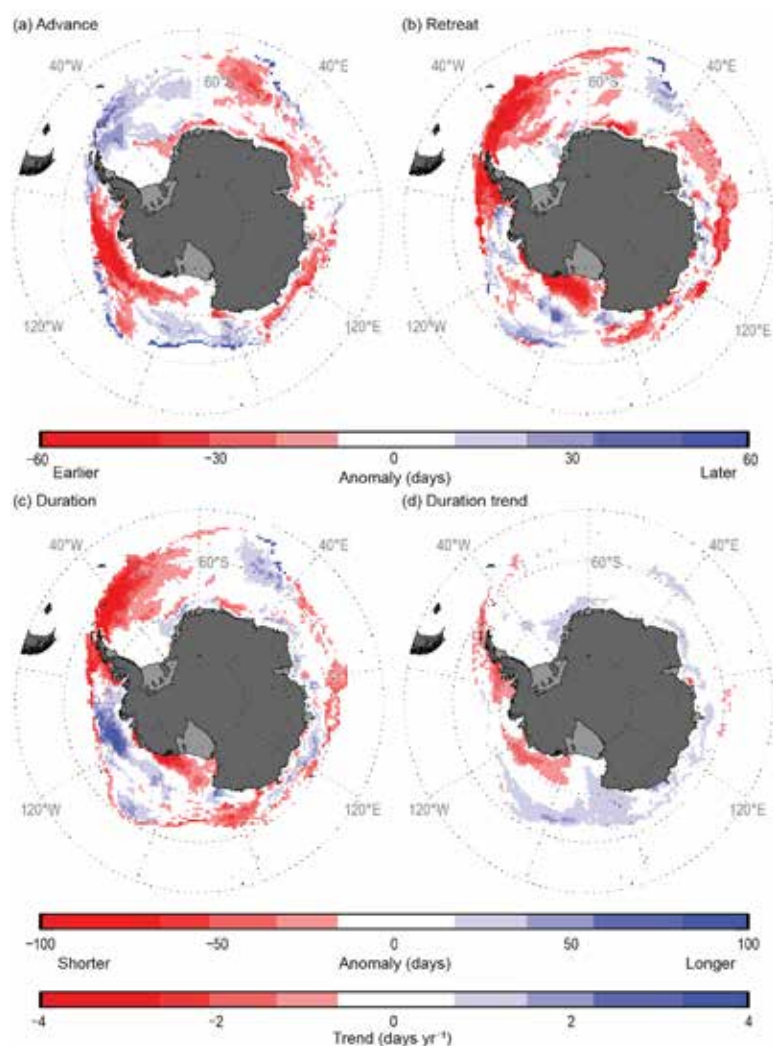 (a) Advance
(b) Retreat
40°W
60°S
40°E
120°W
120°E
40°W
60°S
40°E
120°W
120°E
−60 −30 0 30 60
Earlier Anomaly (days) Later
(c) Duration
(d) Duration trend
40°W
60°S
40°E
120°W
120°E
40°W
60°S
40°E
120°W
120°E
−100 −50 0 50 100
Shorter Anomaly (days) Longer
−4 −2 0 2 4
Trend (days yr⁻¹)